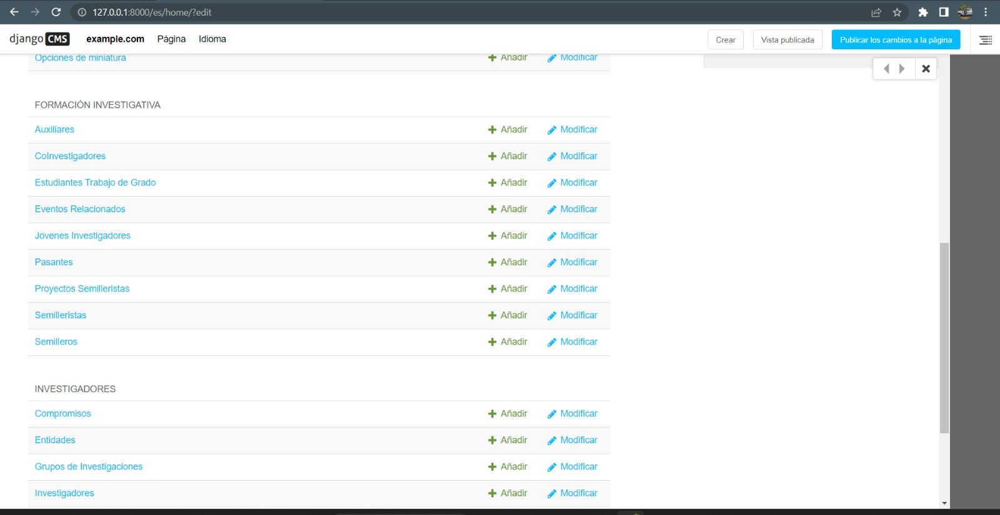 127.0.0.1:8000/es/home/?edit
django CMS example.com Página Idioma Crear Vista publicada Publicar los cambios a la página
Opciones de miniatura Añadir Modificar
FORMACIÓN INVESTIGATIVA
Auxiliares Añadir Modificar
CoInvestigadores Añadir Modificar
Estudiantes Trabajo de Grado Añadir Modificar
Eventos Relacionados Añadir Modificar
Jovenes Investigadores Añadir Modificar
Pasantes Añadir Modificar
Proyectos Semilleristas Añadir Modificar
Semilleristas Añadir Modificar
Semilleros Añadir Modificar
INVESTIGADORES
Compromisos Añadir Modificar
Entidades Añadir Modificar
Grupos de Investigaciones Añadir Modificar
Investigadores Añadir Modificar